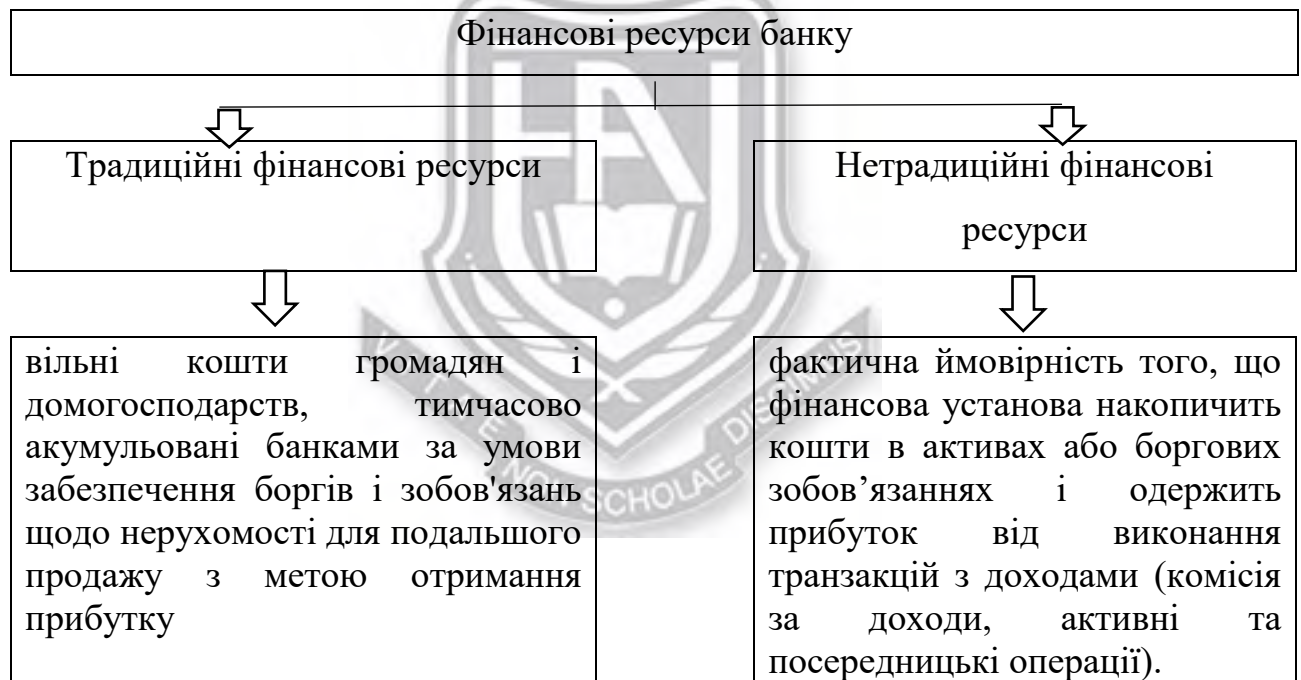 Фінансові ресурси банку
Традиційні фінансові ресурси
Нетрадиційні фінансові
ресурси
вільні кошти громадян і
домогосподарств, тимчасово
акумульовані банками за умови
забезпечення боргів і зобов'язань
щодо нерухомості для подальшого
продажу з метою отримання
прибутку
фактична ймовірність того, що
фінансова установа накопичить
кошти в активах або боргових
зобов’язаннях і одержить
прибуток від виконання
транзакцій з доходами (комісія
за доходи, активні та
посередницькі операції).
NON SCHOLAE